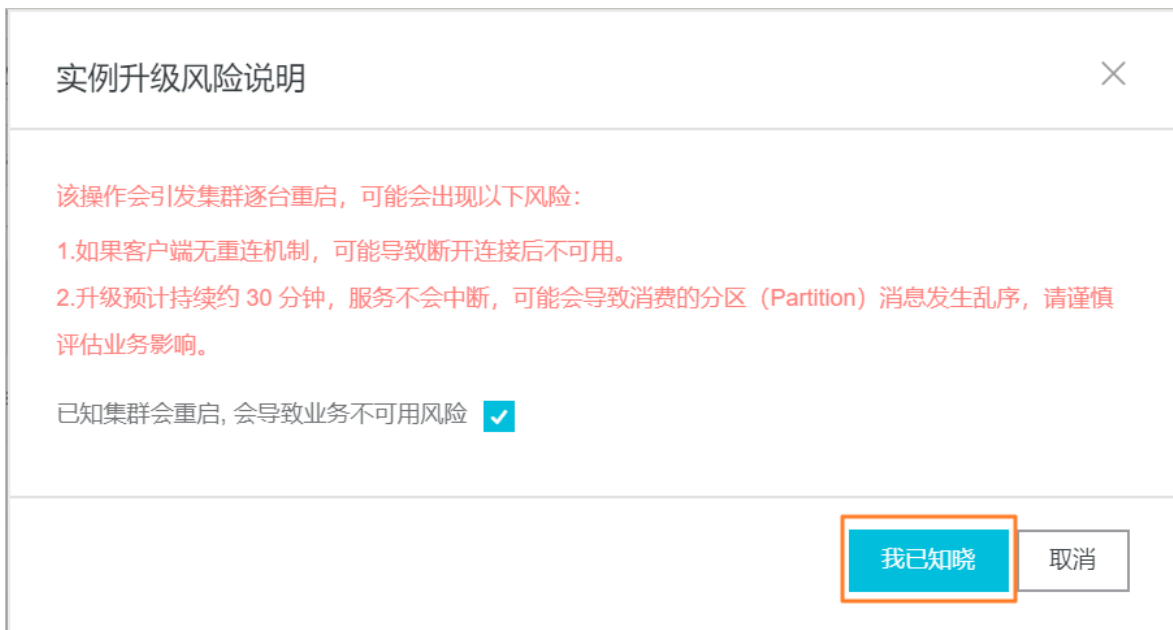 实例升级风险说明
该操作会引发集群逐台重启，可能会出现以下风险：
1.如果客户端无重连机制，可能导致断开连接后不可用。
2.升级预计持续约 30 分钟，服务不会中断，可能会导致消费的分区（Partition）消息发生乱序，请谨慎
评估业务影响。
已知集群会重启, 会导致业务不可用风险
我已知晓
取消